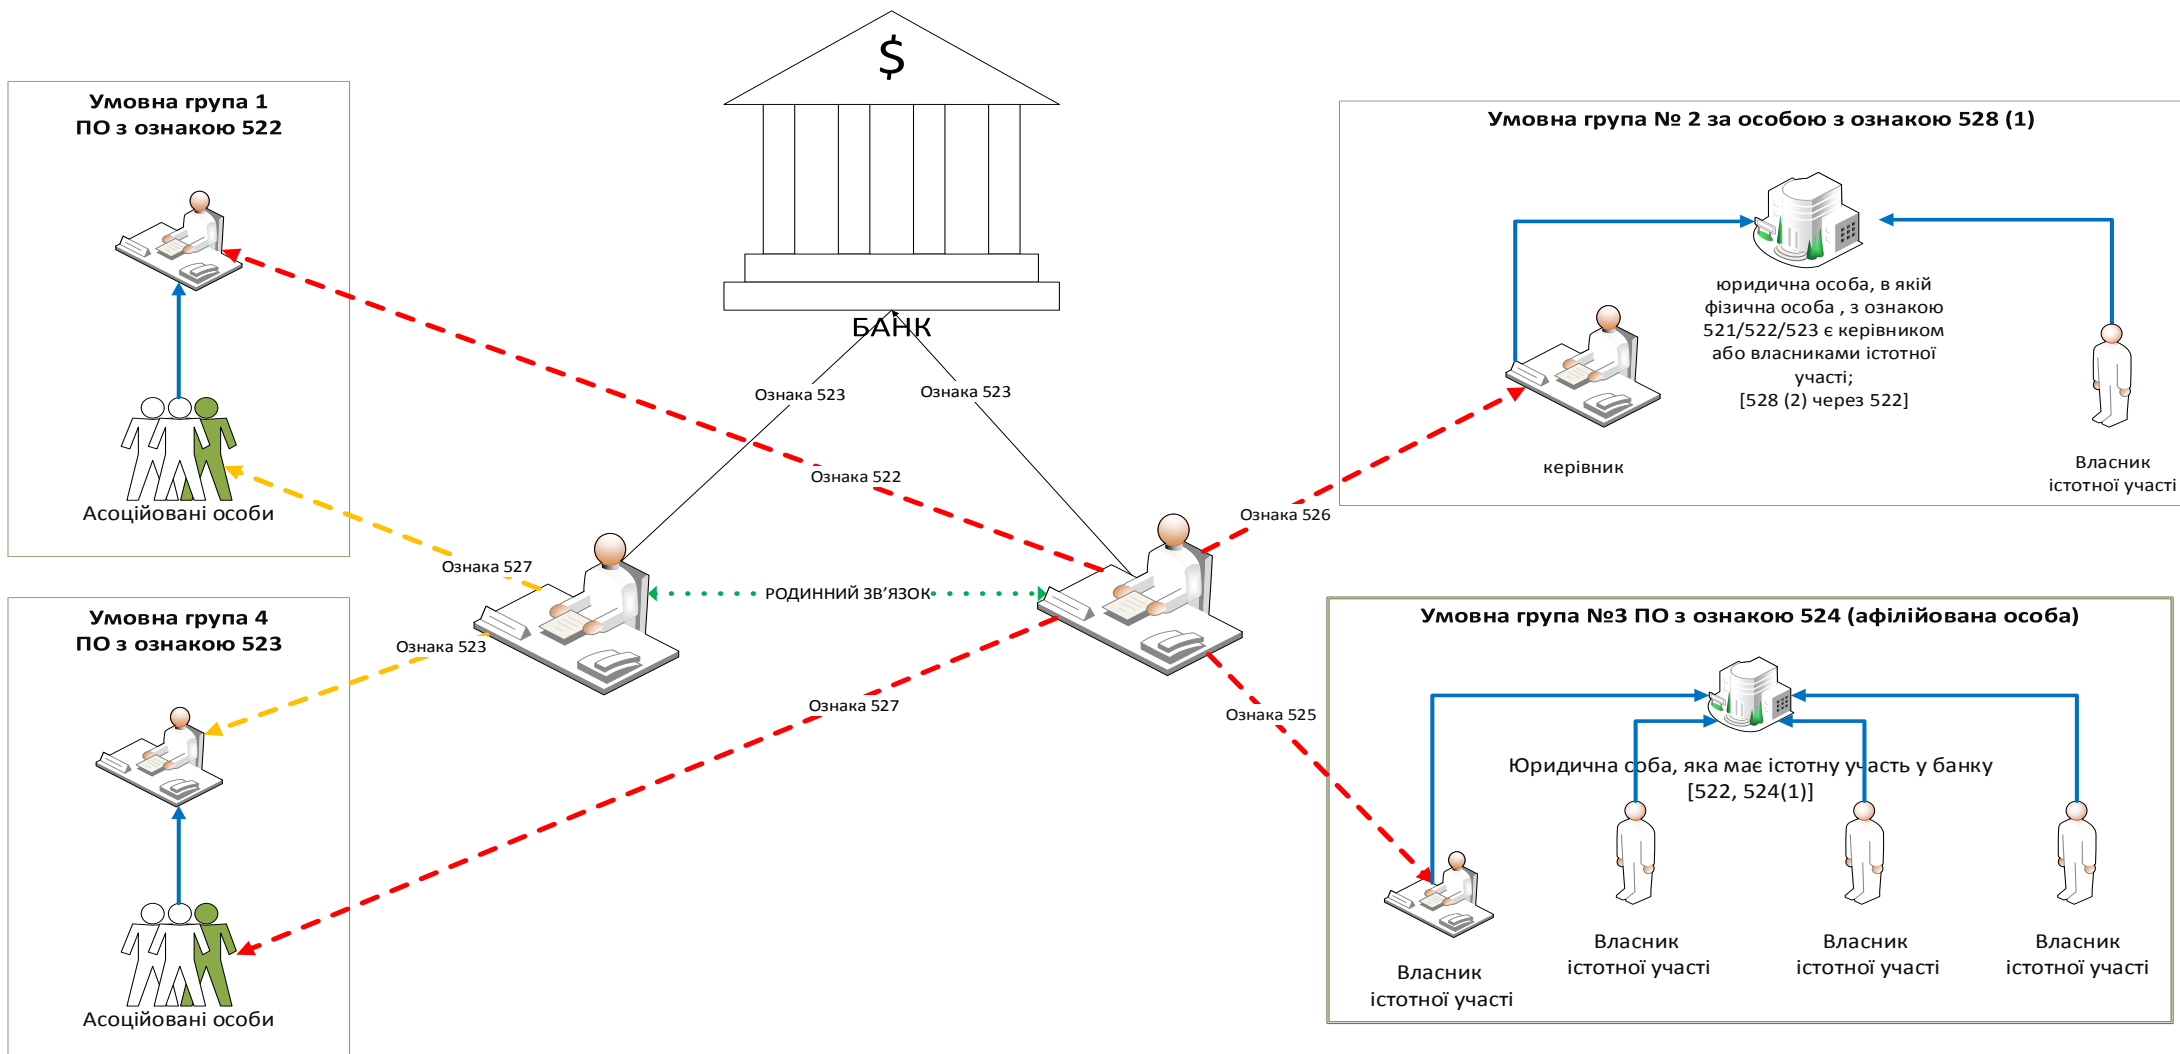 $
БАНК
Умовна група 1
ПО з ознакою 522
Асоційовані особи
Умовна група 4
ПО з ознакою 523
Асоційовані особи
Ознака 523
Ознака 523
Ознака 522
Ознака 527
РОДИННИЙ ЗВ'ЯЗОК
Ознака 523
Ознака 527
Ознака 526
Ознака 525
Умовна група № 2 за особою з ознакою 528 (1)
юридична особа, в якій
фізична особа , з ознакою
521/522/523 є керівником
або власниками істотної
участі;
[528 (2) через 522]
керівник
Власник
істотної участі
Умовна група №3 ПО з ознакою 524 (афілійована особа)
Юридична соба, яка має істотну участь у банку
[522, 524(1)]
Власник
істотної участі
Власник
істотної участі
Власник
істотної участі
Власник
істотної участі